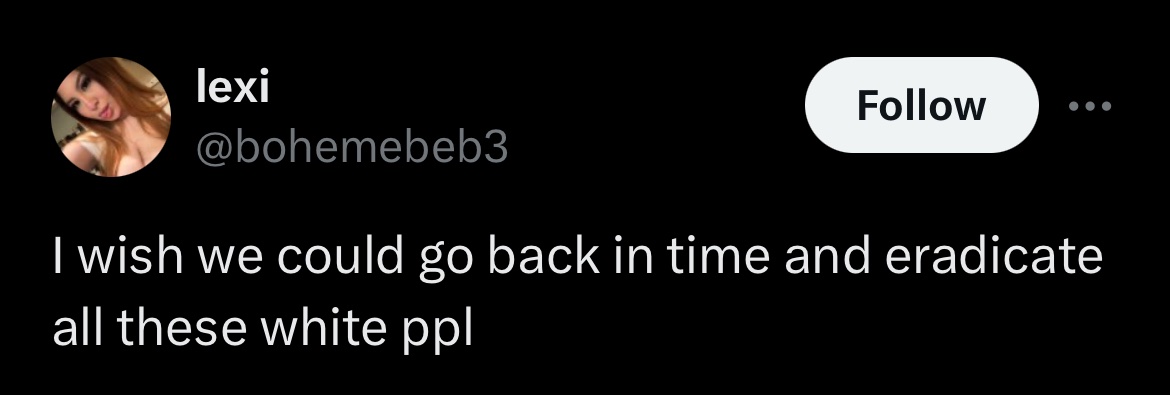 lexi
@bohemebeb3
Follow
I wish we could go back in time and eradicate
all these white ppl